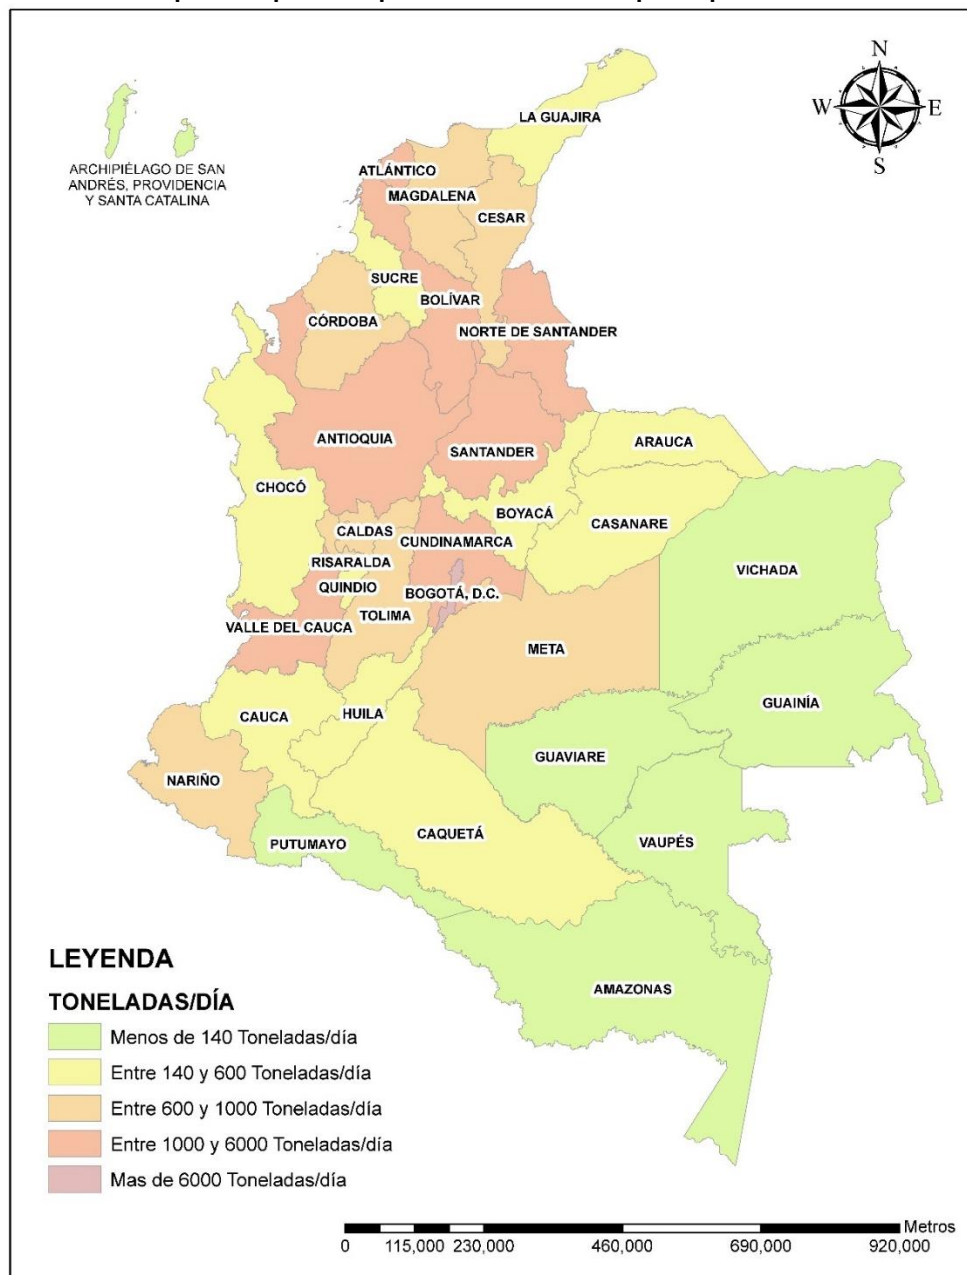 N
W
E
S
LA GUAJIRA
ARCHIPIÉLAGO DE SAN
ANDRÉS, PROVIDENCIA
Y SANTA CATALINA
ATLÁNTICO
MAGDALENA
CESAR
SUCRE
BOLÍVAR
CÓRDOBA
NORTE DE SANTANDER
ANTIOQUIA
SANTANDER
ARAUCA
CHOCÓ
BOYACÁ
CASANARE
CALDAS
CUNDINAMARCA
RISARALDA
VICHADA
QUINDIO
BOGOTÁ, D.C.
TOLIMA
VALLE DEL CAUCA
META
GUAINÍA
CAUCA
HUILA
GUAVIARE
NARIÑO
CAQUETÁ
VAUPÉS
PUTUMAYO
AMAZONAS
LEYENDA
TONELADAS/DÍA
Menos de 140 Toneladas/día
Entre 140 y 600 Toneladas/día
Entre 600 y 1000 Toneladas/día
Entre 1000 y 6000 Toneladas/día
Mas de 6000 Toneladas/día
Metros
0 115,000 230,000 460,000 690,000 920,000